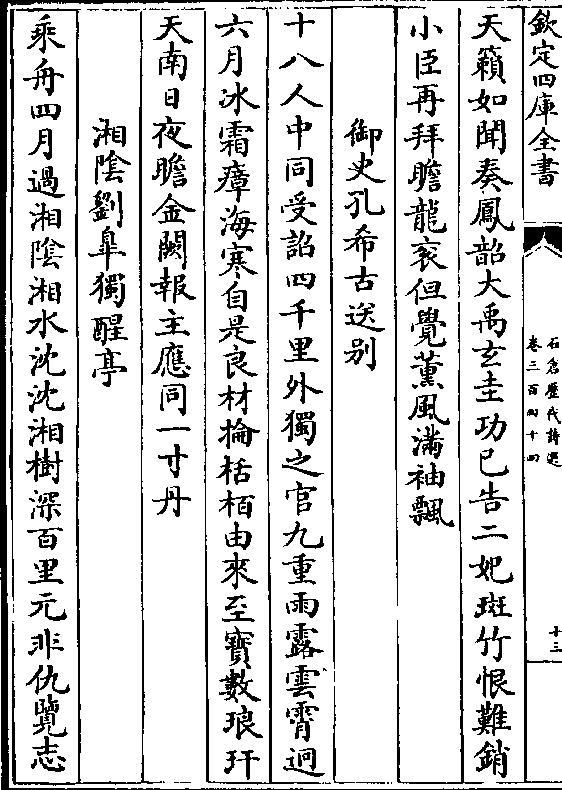 欽定四庫全書
石倉歷代詩選
卷三百四十四
十三
天籟如聞奏鳳韶大禹玄圭功已告二妃斑竹恨難銷
小臣再拜瞻龍衮但覺薰風滿袖飄
御史孔希古送別
十八人中同受詔四千里外獨之官九重雨露雲霄迥
六月冰霜瘴海寒自是良材掄栝栢由來至寶數琅玕
天南日夜瞻金闕報主應同一寸丹
湘陰劉臯獨醒亭
乘舟四月過湘陰湘水沈沈湘樹深百里元非仇覽志